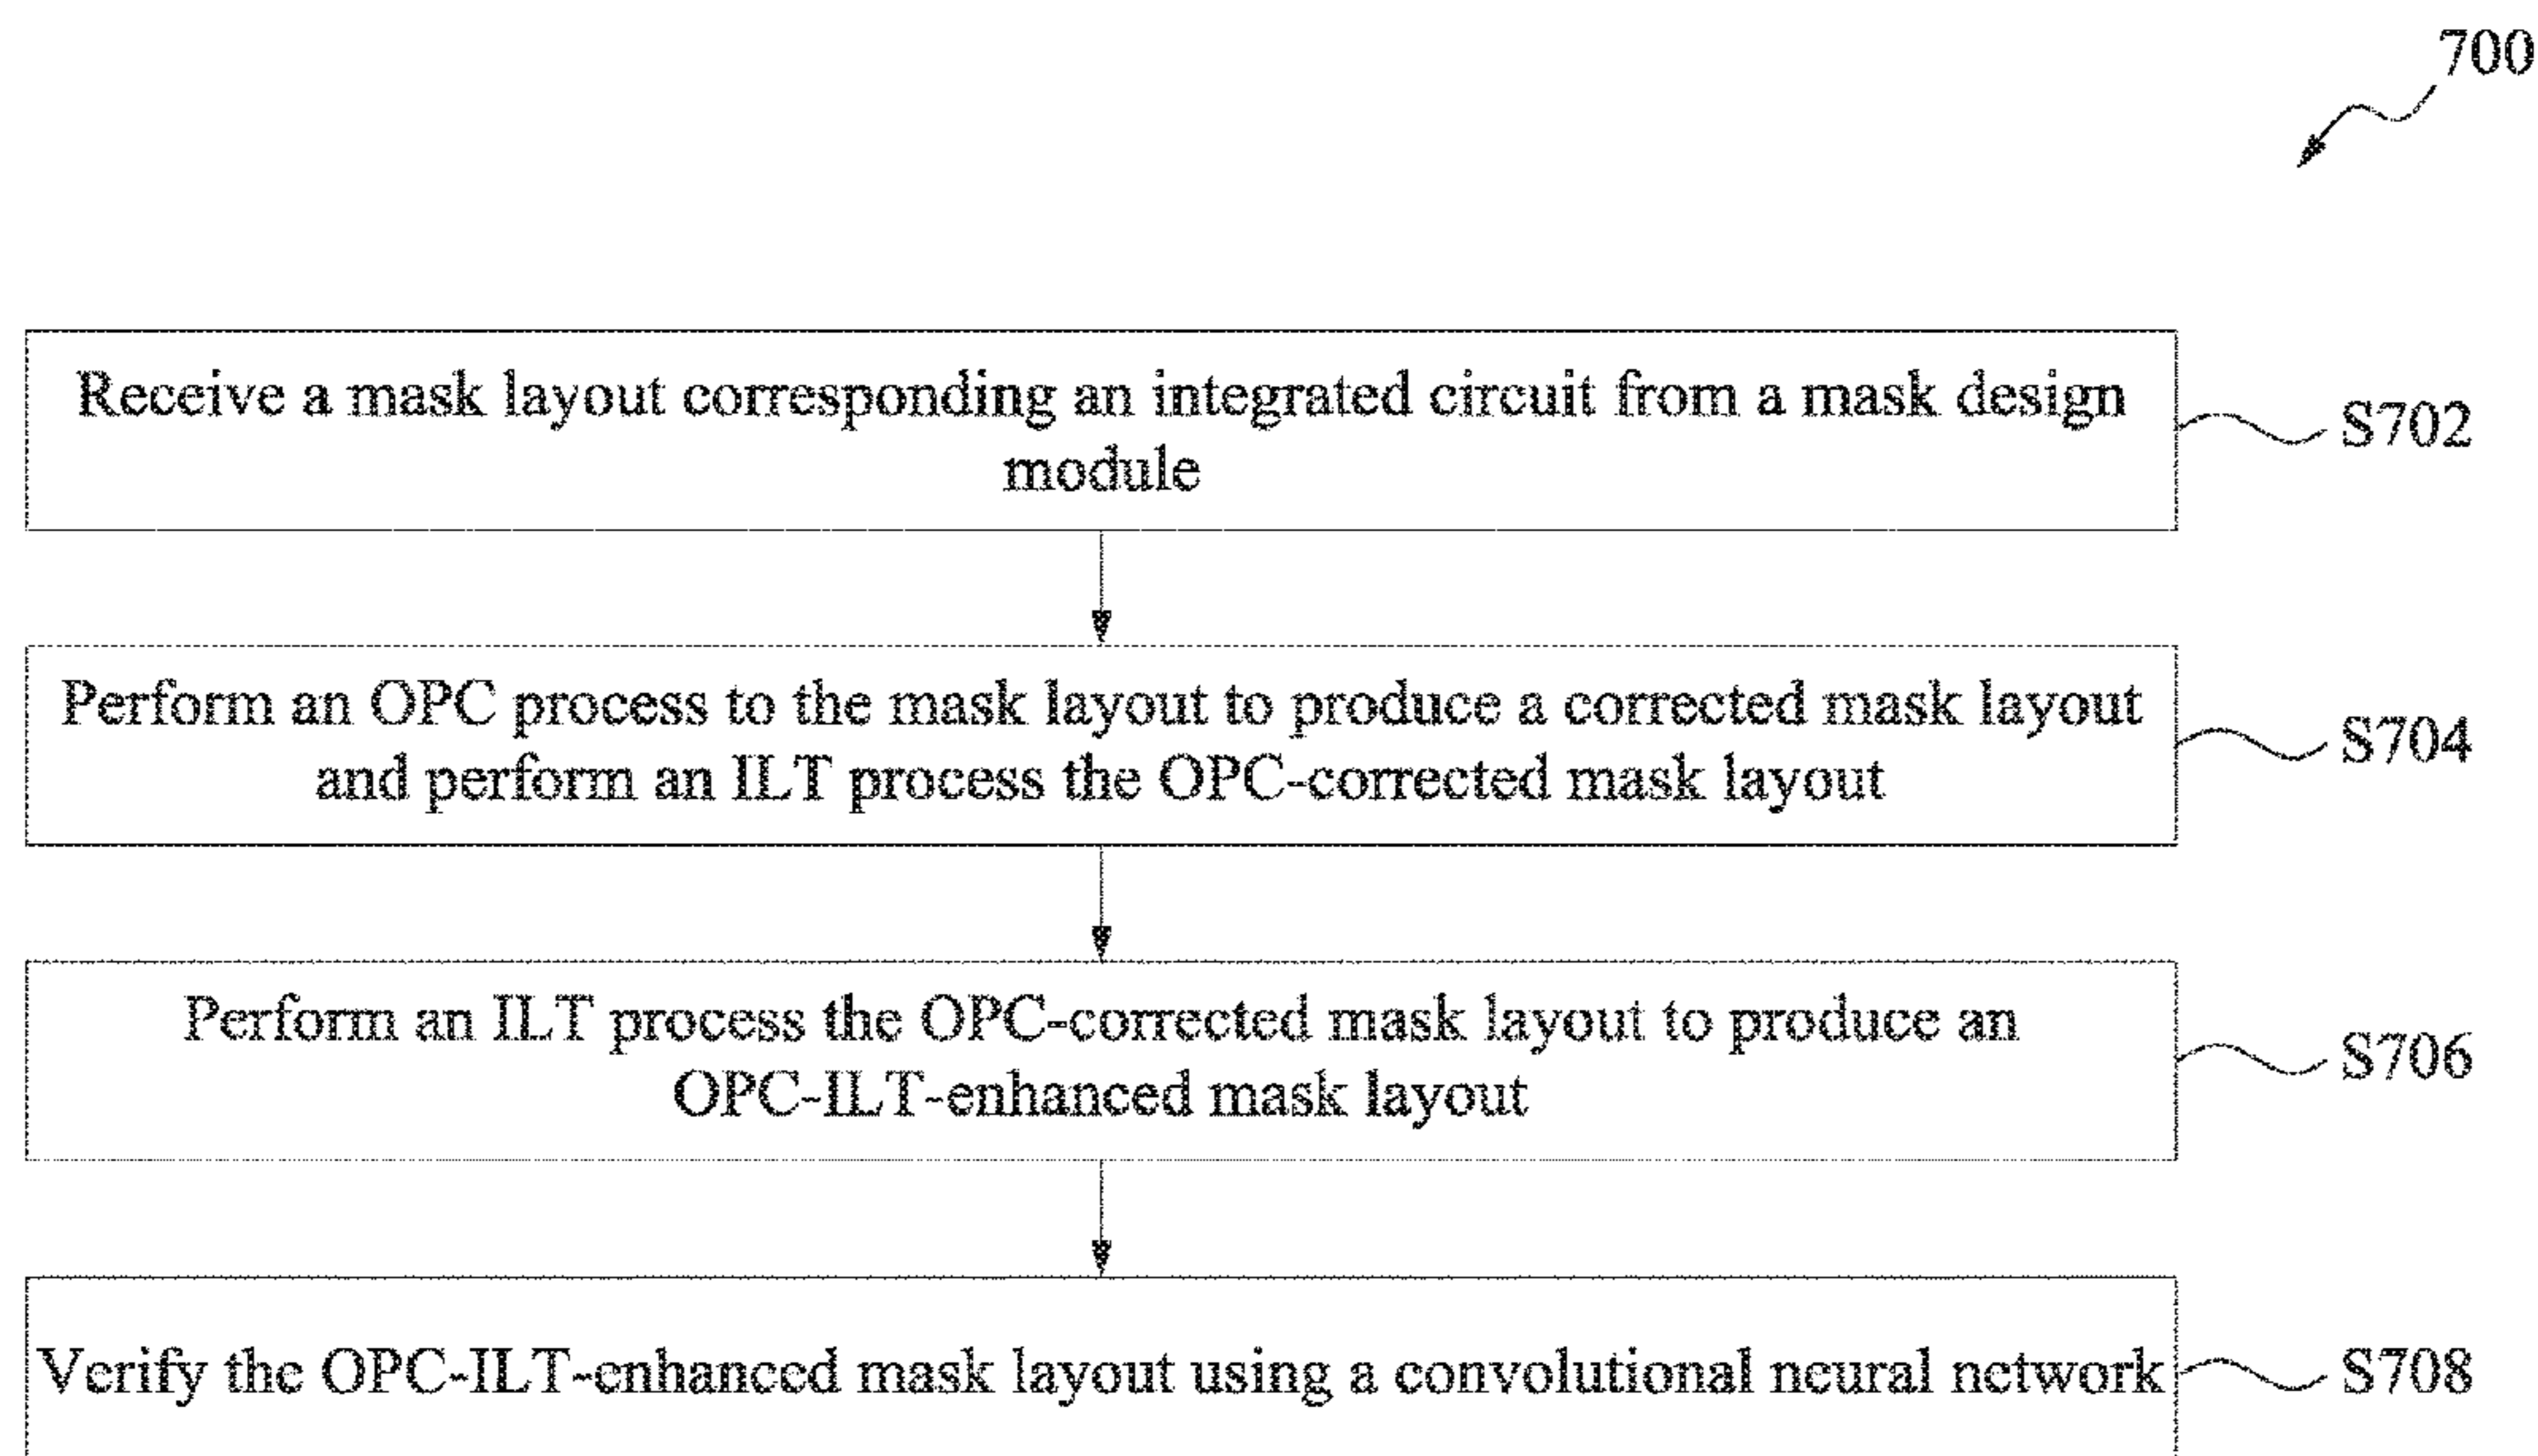 700
Receive a mask layout corresponding an integrated circuit from a mask design
module
S702
Perform an OPC process to the mask layout to produce a corrected mask layout
and perform an ILT process the OPC-corrected mask layout
S704
Perform an ILT process the OPC-corrected mask layout to produce an
OPC-ILT-enhanced mask layout
S706
Verify the OPC-ILT-enhanced mask layout using a convolutional neural network
S708